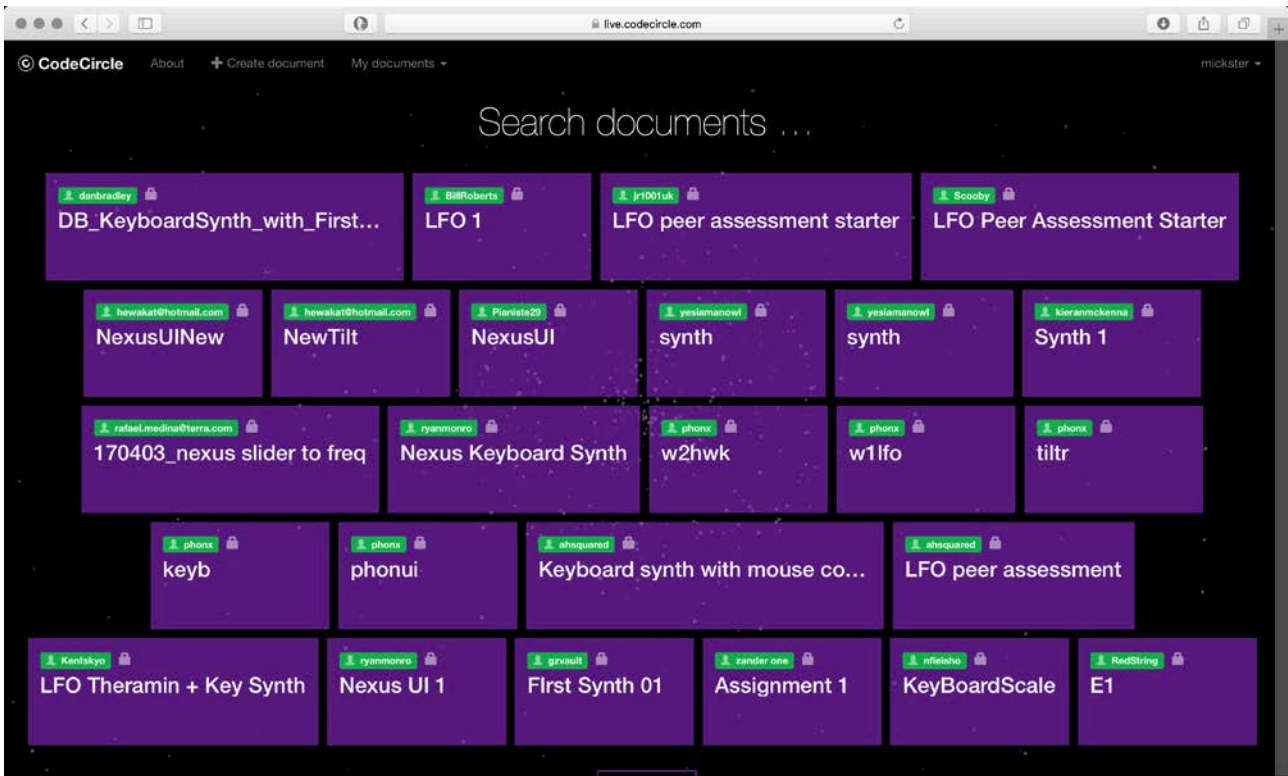 live.codecircle.com
CodeCircle About + Create document My documents mickster
Search documents ...
danbradley
DB_KeyboardSynth_with_First...
BillRoberts
LFO 1
jr1001uk
LFO peer assessment starter
Scooby
LFO Peer Assessment Starter
hewakat@hotmail.com
NexusUINew
hewakat@hotmail.com
NewTilt
Pianiste29
NexusUI
yesiamanowl
synth
yesiamanowl
synth
kieranmckenna
Synth 1
rafael.medina@terra.com
170403_nexus slider to freq
ryanmonro
Nexus Keyboard Synth
phonx
w2hwk
phonx
w1lfo
phonx
tiltr
phonx
keyb
phonx
phonui
ahsquared
Keyboard synth with mouse co...
ahsquared
LFO peer assessment
Kentskyo
LFO Theramin + Key Synth
ryanmonro
Nexus UI 1
gzvault
FIrst Synth 01
zander one
Assignment 1
nfleisho
KeyBoardScale
RedString
E1